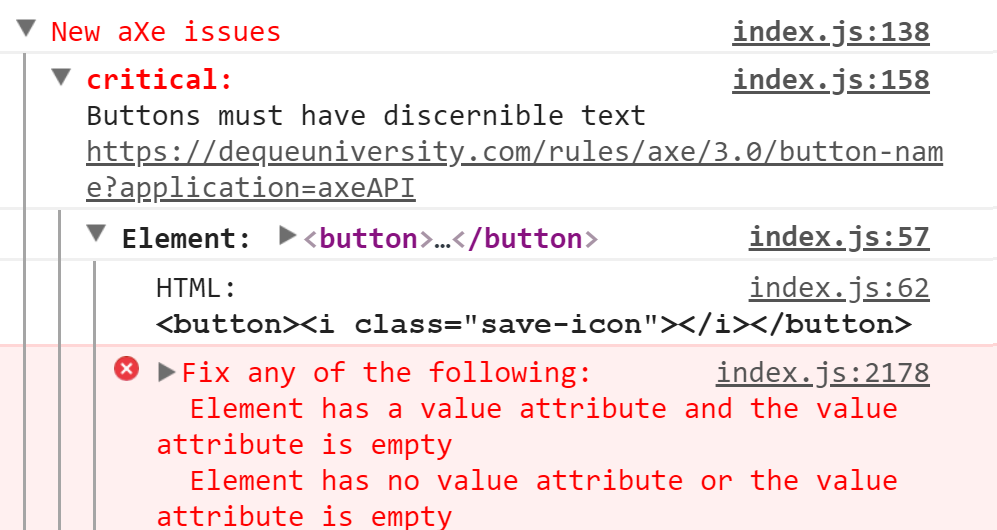 New aXe issues index.js:138
critical: index.js:158
Buttons must have discernible text
https://dequeuniversity.com/rules/axe/3.0/button-nam
e?application=axeAPI
Element: <button>…</button> index.js:57
HTML: index.js:62
<button><i class="save-icon"></i></button>
Fix any of the following: index.js:2178
Element has a value attribute and the value
attribute is empty
Element has no value attribute or the value
attribute is empty